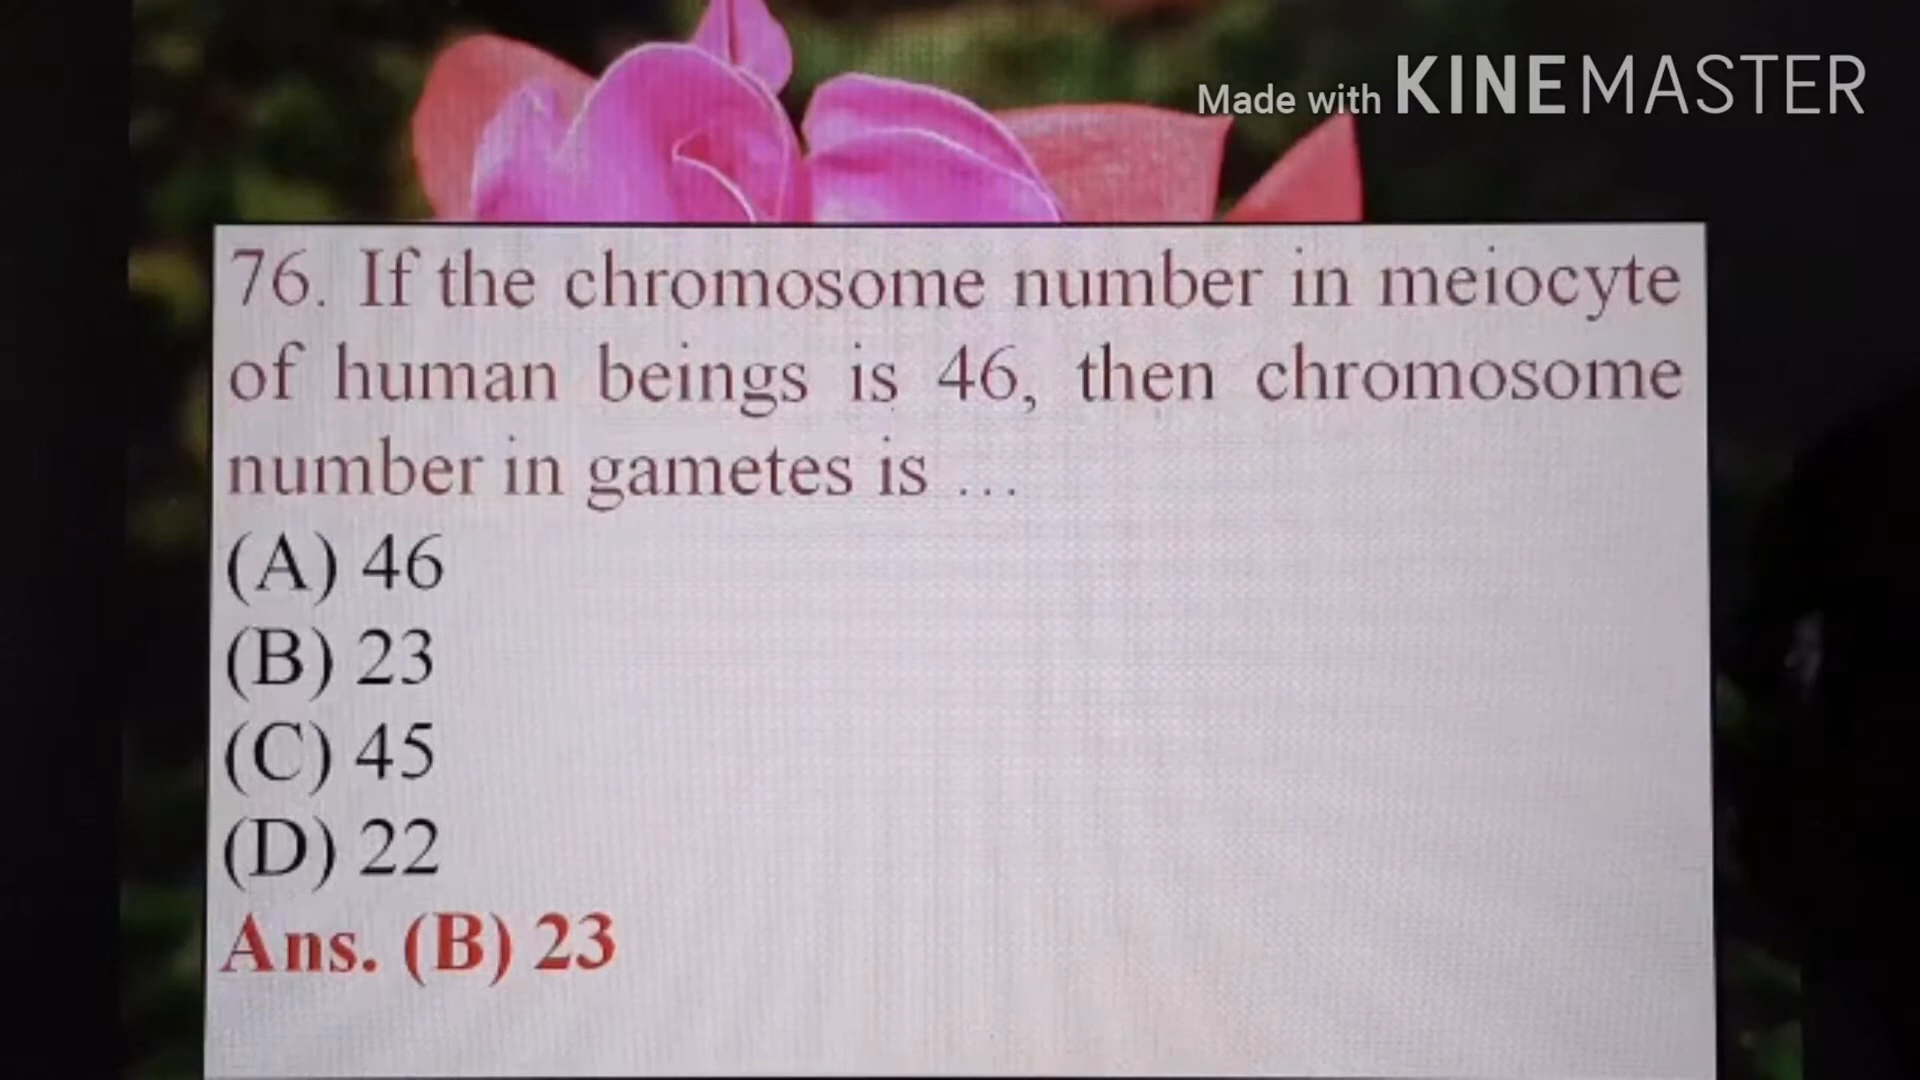 Made with KINEMASTER
76. If the chromosome number in meiocyte
of human beings is 46, then chromosome
number in gametes is ...
(A) 46
(B) 23
(C) 45
(D) 22
Ans. (B) 23